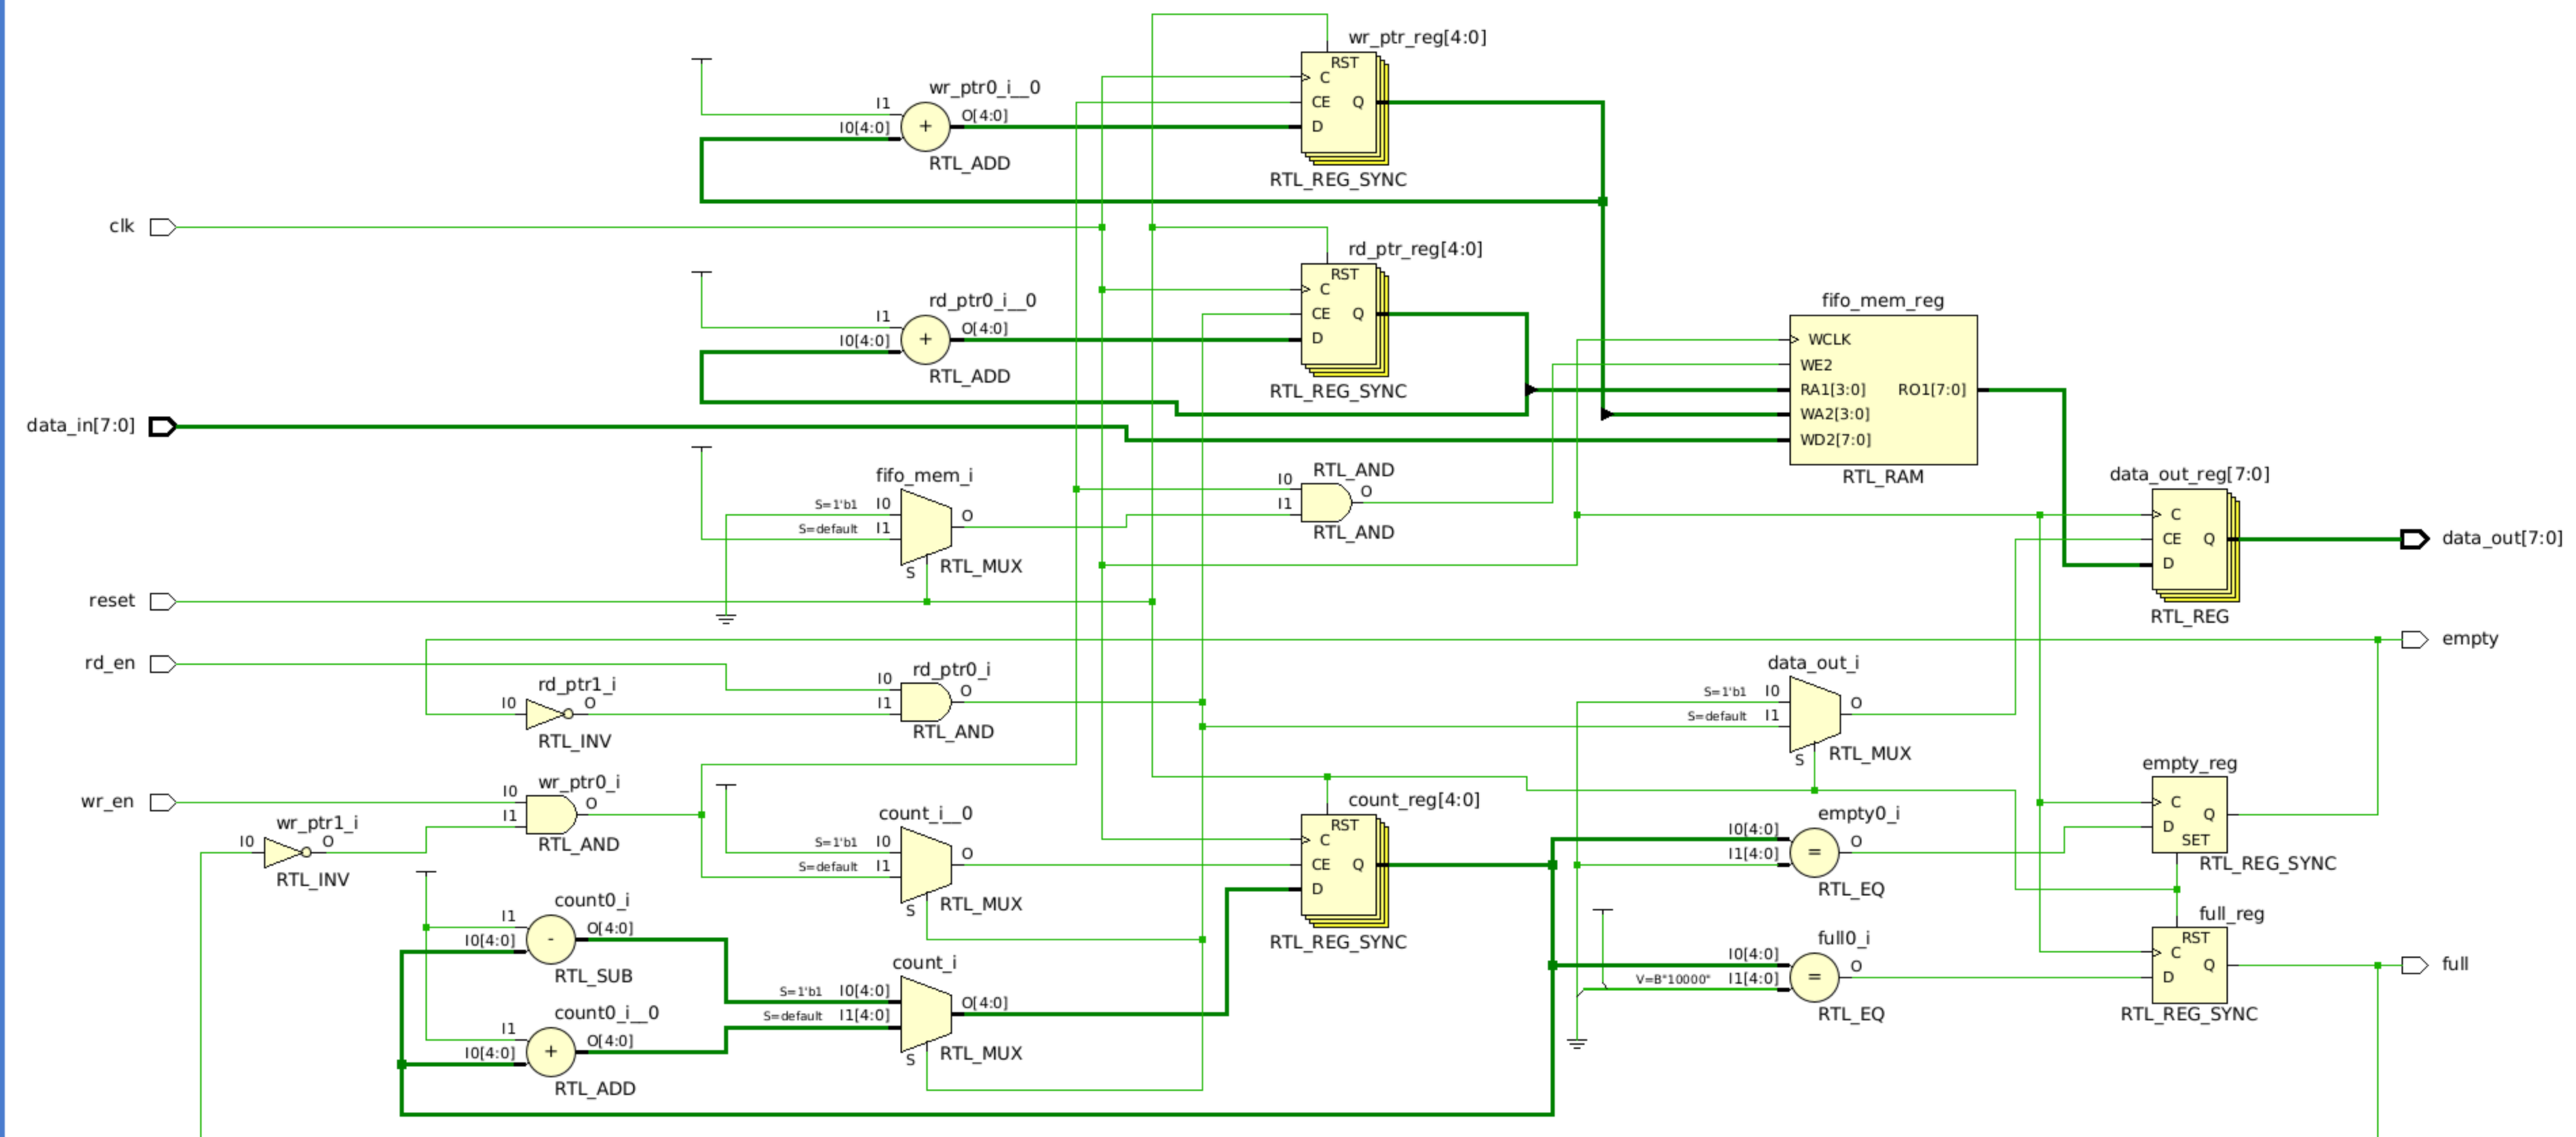 wr_ptr_reg[4:0]
RST
C
CE Q
D
RTL_REG_SYNC
wr_ptr0_i__0
I1
I0[4:0]
+
O[4:0]
RTL_ADD
clk
rd_ptr_reg[4:0]
RST
C
CE Q
D
RTL_REG_SYNC
rd_ptr0_i__0
I1
I0[4:0]
+
O[4:0]
RTL_ADD
fifo_mem_reg
WCLK
WE2
RA1[3:0] RO1[7:0]
WA2[3:0]
WD2[7:0]
RTL_RAM
data_in[7:0]
fifo_mem_i
S=1'b1 I0
S=default I1
O
S
RTL_MUX
RTL_AND
I0
I1
O
RTL_AND
data_out_reg[7:0]
C
CE Q
D
RTL_REG
data_out[7:0]
reset
empty
rd_en
rd_ptr1_i
I0 O
RTL_INV
rd_ptr0_i
I0
I1
O
RTL_AND
data_out_i
S=1'b1 I0
S=default I1
O
S
RTL_MUX
wr_en
wr_ptr0_i
I0
I1
O
RTL_AND
wr_ptr1_i
I0 O
RTL_INV
count_i__0
S=1'b1 I0
S=default I1
O
S
RTL_MUX
count_reg[4:0]
RST
C
CE Q
D
RTL_REG_SYNC
empty0_i
I0[4:0]
I1[4:0]
=
O
RTL_EQ
empty_reg
C
D Q
SET
RTL_REG_SYNC
count0_i
I1
I0[4:0]
-
O[4:0]
RTL_SUB
count0_i__0
I1
I0[4:0]
+
O[4:0]
RTL_ADD
count_i
S=1'b1 I0[4:0]
S=default I1[4:0]
O[4:0]
S
RTL_MUX
full0_i
I0[4:0]
V=B"10000" I1[4:0]
=
O
RTL_EQ
full_reg
RST
C
Q
D
RTL_REG_SYNC
full